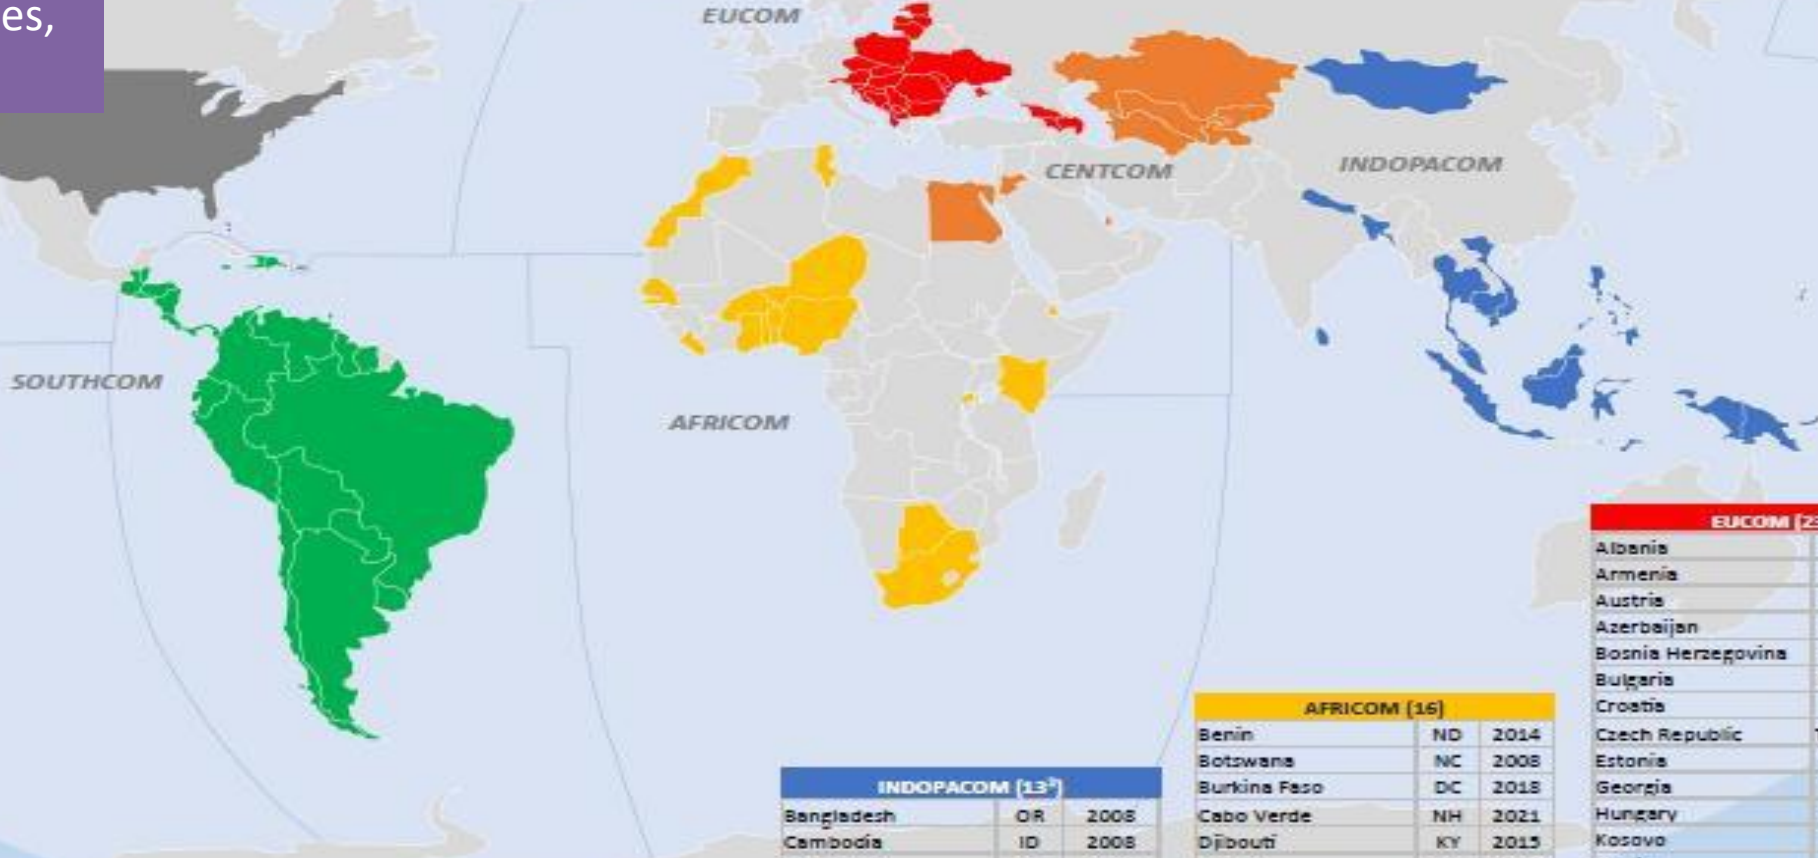 es,
EUCOM
CENTCOM
INDOPACOM
SOUTHCOM
AFRICOM
EUCOM (23
Albania
Armenia
Austria
Azerbaijan
Bosnia Herzegovina
Bulgaria
Croatia
Czech Republic
Estonia
Georgia
Hungary
Kosovo
AFRICOM (16)
Benin ND 2014
Botswana NC 2008
Burkina Faso DC 2018
Cabo Verde NH 2021
Djibouti KY 2015
INDOPACOM (13³)
Bangladesh OR 2008
Cambodia ID 2008